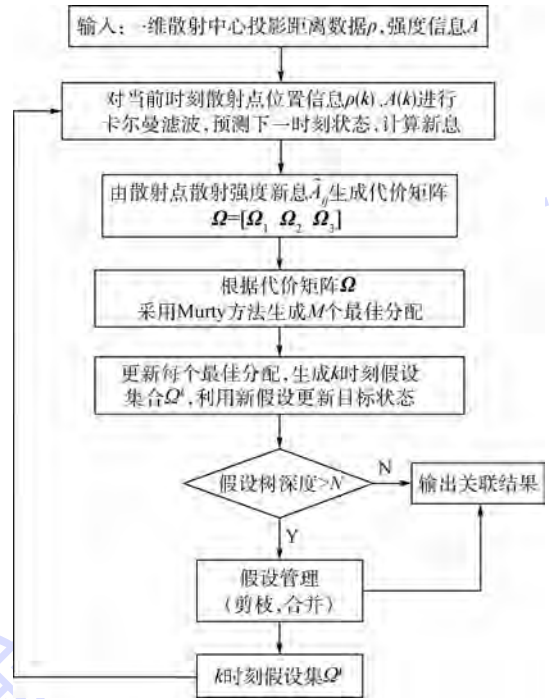 输入:一维散射中心投影距离数据ρ,强度信息A
对当前时刻散射点位置信息ρ(k)、A(k)进行
卡尔曼滤波,预测下一时刻状态、计算新息
由散射点散射强度新息Ã_{ij}生成代价矩阵
Ω=[Ω₁ Ω₂ Ω₃]
根据代价矩阵Ω
采用Murty方法生成M个最佳分配
更新每个最佳分配,生成k时刻假设
集合Ωᵏ,利用新假设更新目标状态
假设树深度>N
N
输出关联结果
Y
假设管理
(剪枝,合并)
k时刻假设集Ωᵏ